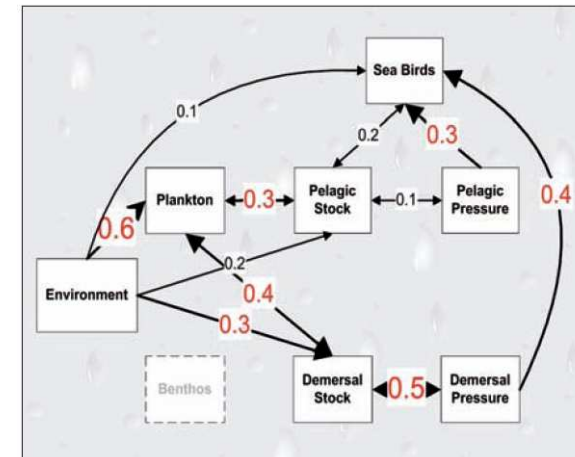 Sea Birds
0.1
0.2
0.3
Plankton
0.3
Pelagic
Stock
0.1
Pelagic
Pressure
0.4
0.6
0.2
Environment
0.4
0.3
Benthos
Demersal
Stock
0.5
Demersal
Pressure